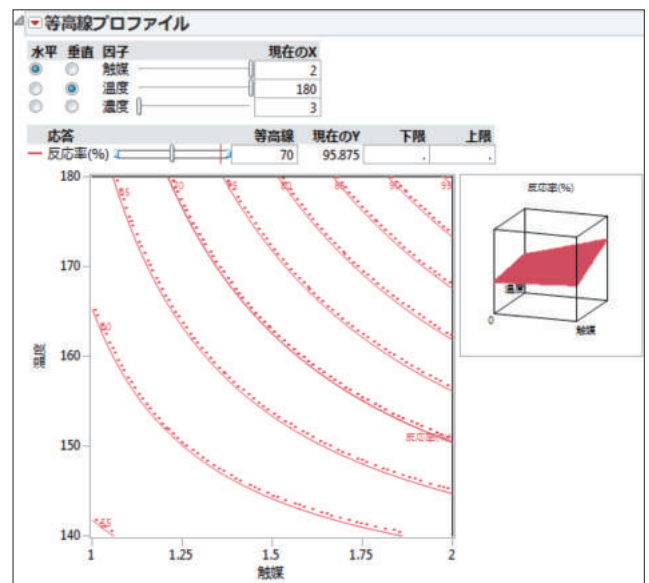 等高線プロファイル
水平 垂直 因子 現在のX
触媒 2
温度 180
濃度 3
応答 等高線 現在のY 下限 上限
反応率(%) 70 95.875 . .
180
170
160
150
140
温度
65 70 75 80 85 90 95
60
反応率(%)
55
1 1.25 1.5 1.75 2
触媒
反応率(%)
温度
0
触媒